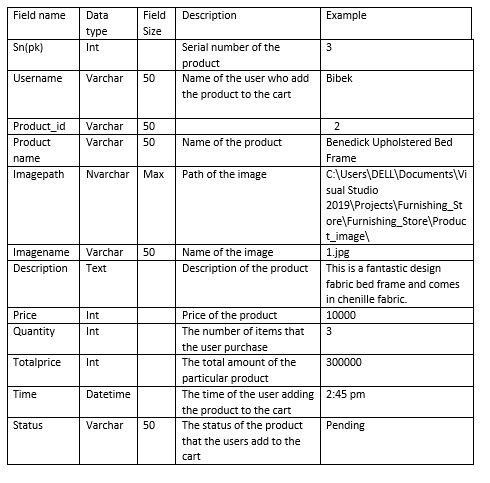 Field name Data type Field Size Description Example
Sn(pk) Int Serial number of the product 3
Username Varchar 50 Name of the user who add the product to the cart Bibek
Product_id Varchar 50 2
Product name Varchar 50 Name of the product Benedick Upholstered Bed Frame
Imagepath Nvarchar Max Path of the image C:\Users\DELL\Documents\Visual Studio 2019\Projects\Furnishing_Store\Furnishing_Store\Product_image\
Imagename Varchar 50 Name of the image 1.jpg
Description Text Description of the product This is a fantastic design fabric bed frame and comes in chenille fabric.
Price Int Price of the product 10000
Quantity Int The number of items that the user purchase 3
Totalprice Int The total amount of the particular product 300000
Time Datetime The time of the user adding the product to the cart 2:45 pm
Status Varchar 50 The status of the product that the users add to the cart Pending